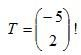 T = (-5 2)!